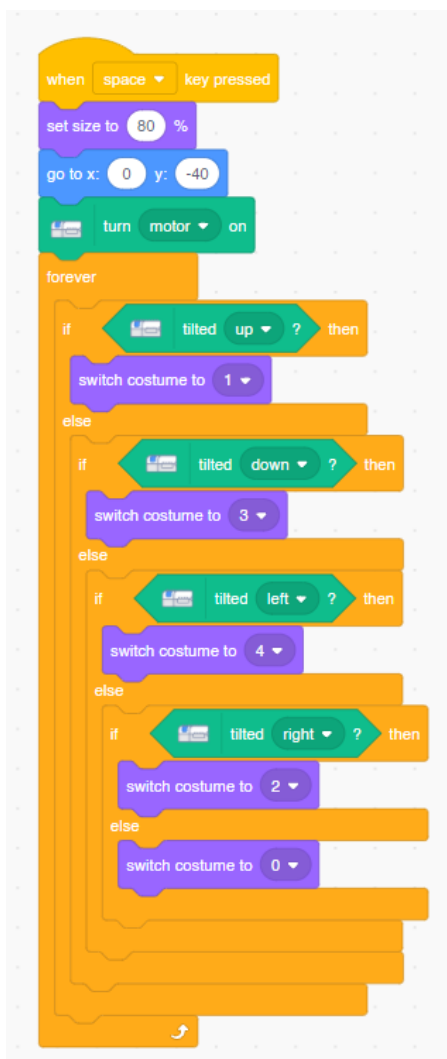 when space key pressed
set size to 80 %
go to x: 0 y: -40
turn motor on
forever
if tilted up ? then
switch costume to 1
else
if tilted down ? then
switch costume to 3
else
if tilted left ? then
switch costume to 4
else
if tilted right ? then
switch costume to 2
else
switch costume to 0